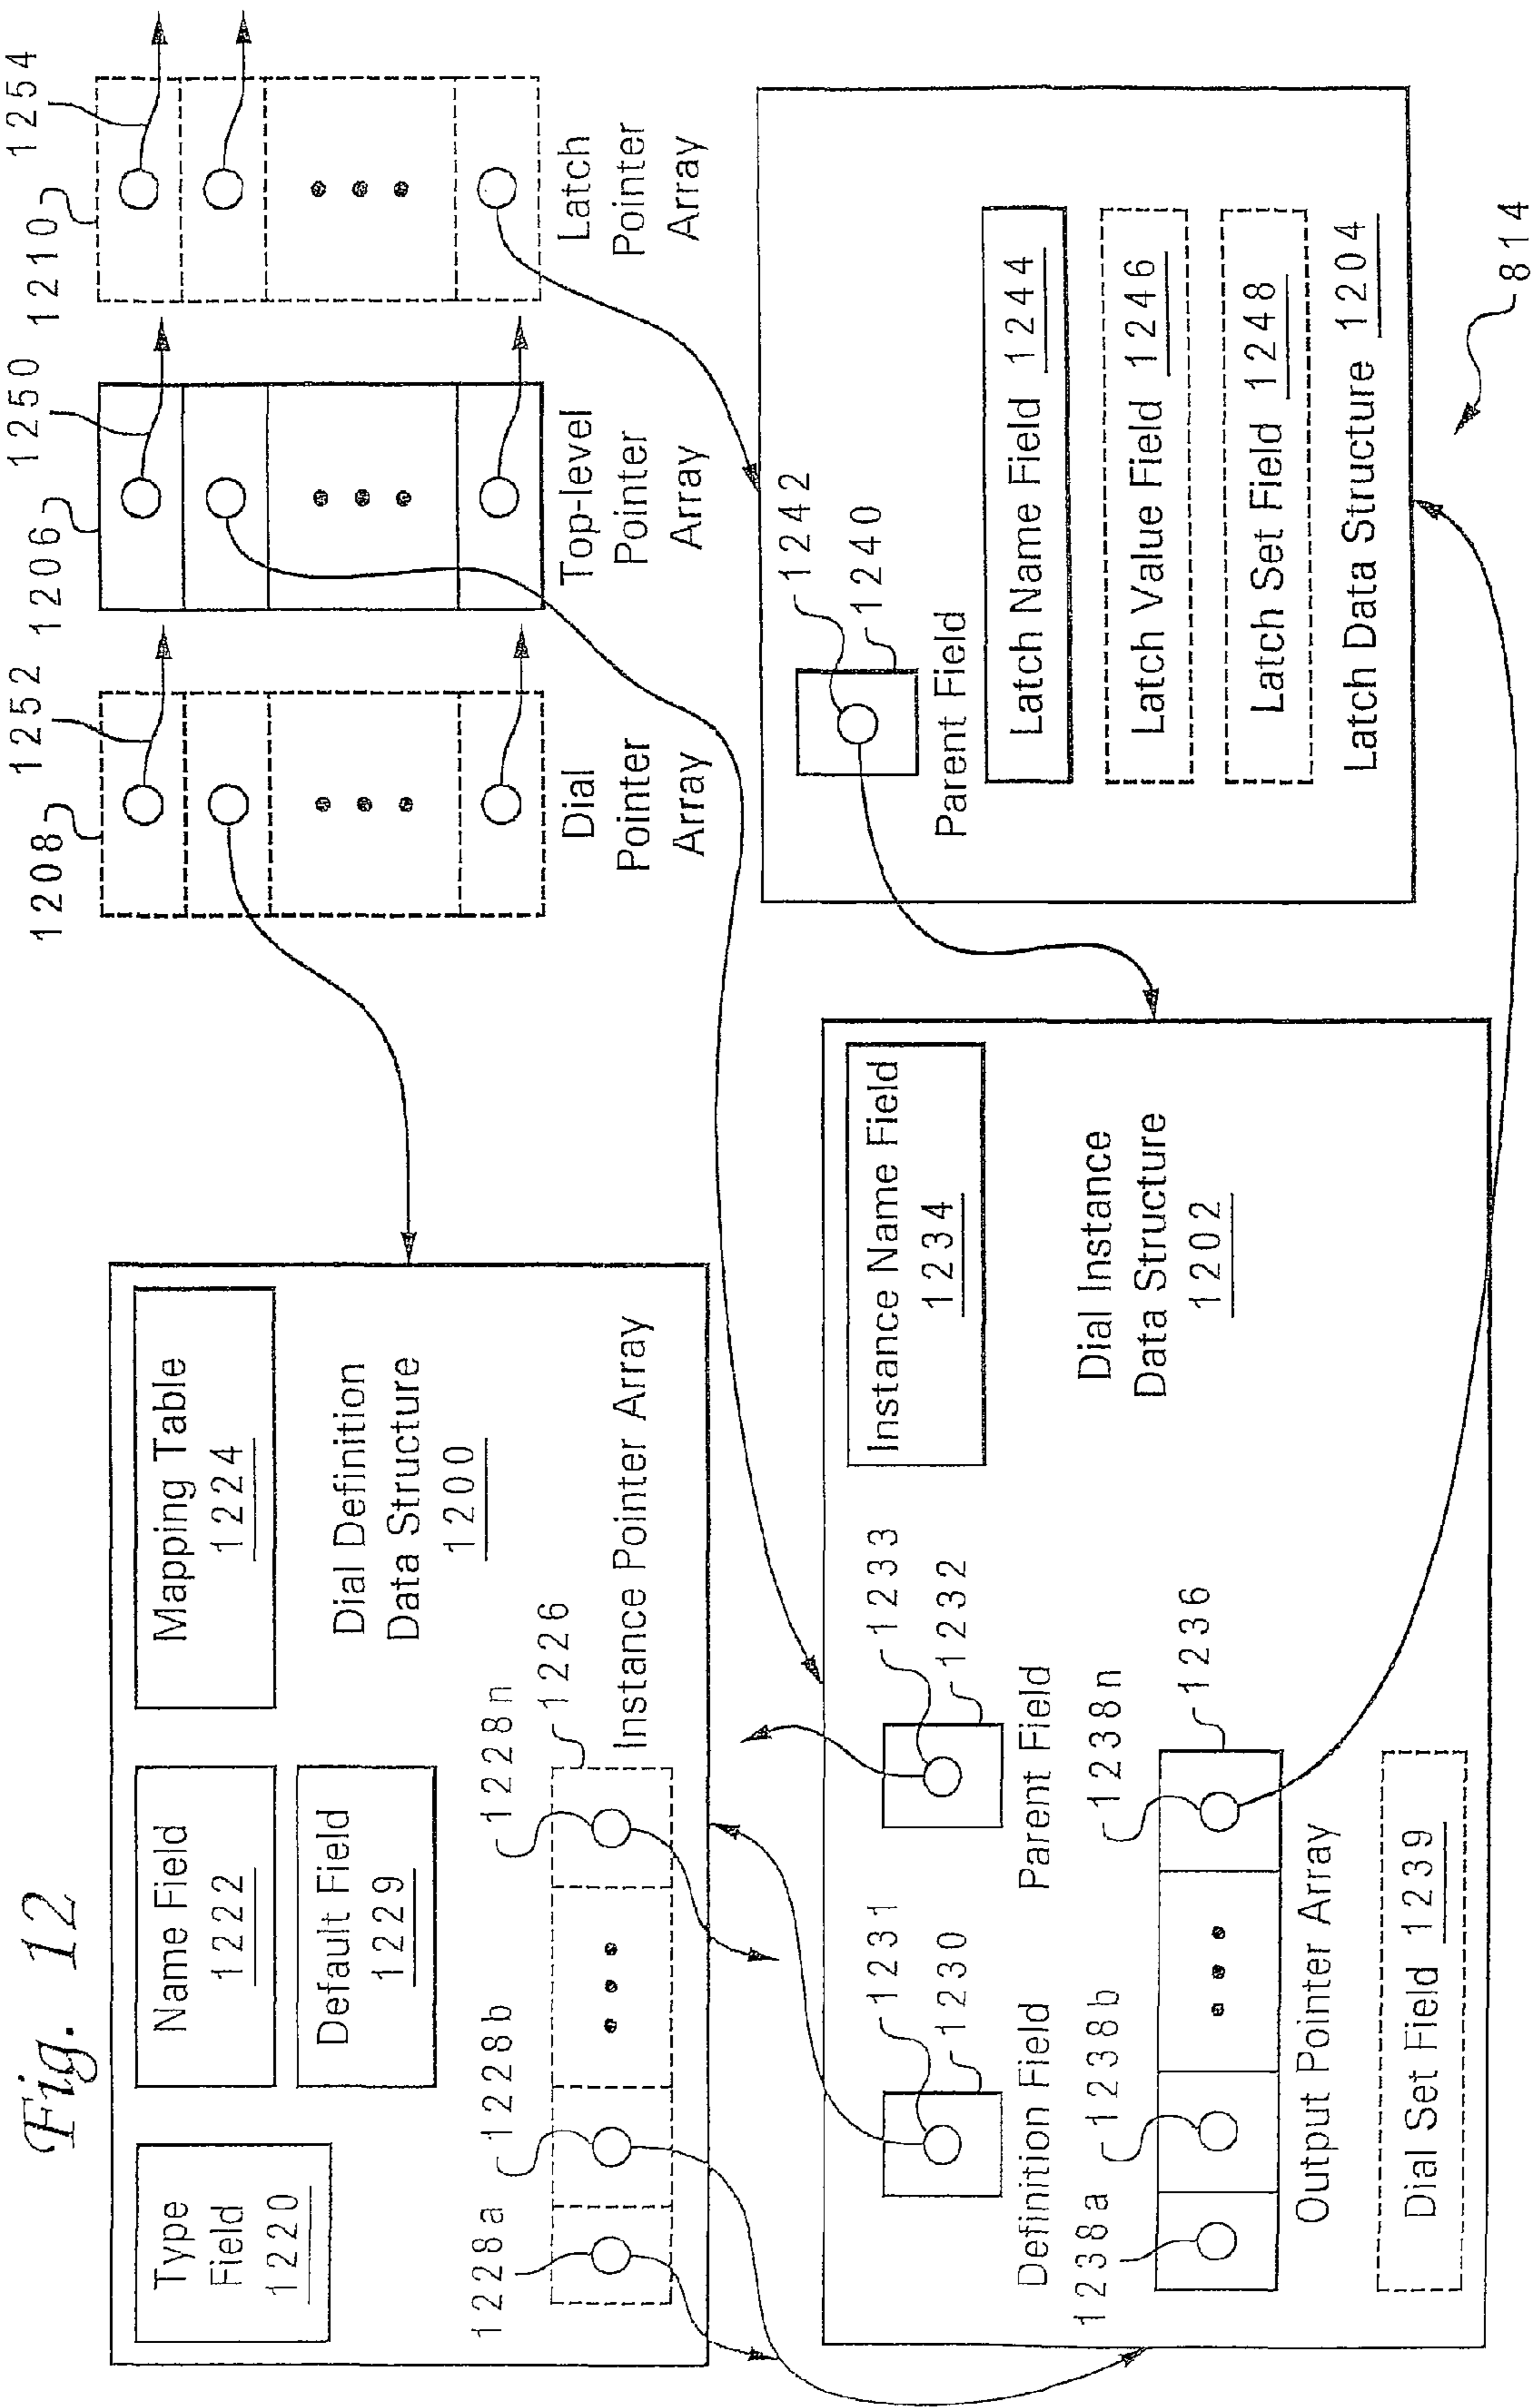 Fig. 12
Type
Field
1220
Name Field
1222
Mapping Table
1224
Default Field
1229
Dial Definition
Data Structure
1200
1228a
1228b
1228n
1226
Instance Pointer Array
1208
1252
Dial
Pointer
Array
1206
1250
Top-level
Pointer
Array
1210
1254
Latch
Pointer
Array
1231
1230
Definition Field
1233
1232
Parent Field
Instance Name Field
1234
Dial Instance
Data Structure
1202
1238a
1238b
1238n
1236
Output Pointer Array
Dial Set Field 1239
1242
1240
Parent Field
Latch Name Field 1244
Latch Value Field 1246
Latch Set Field 1248
Latch Data Structure 1204
814